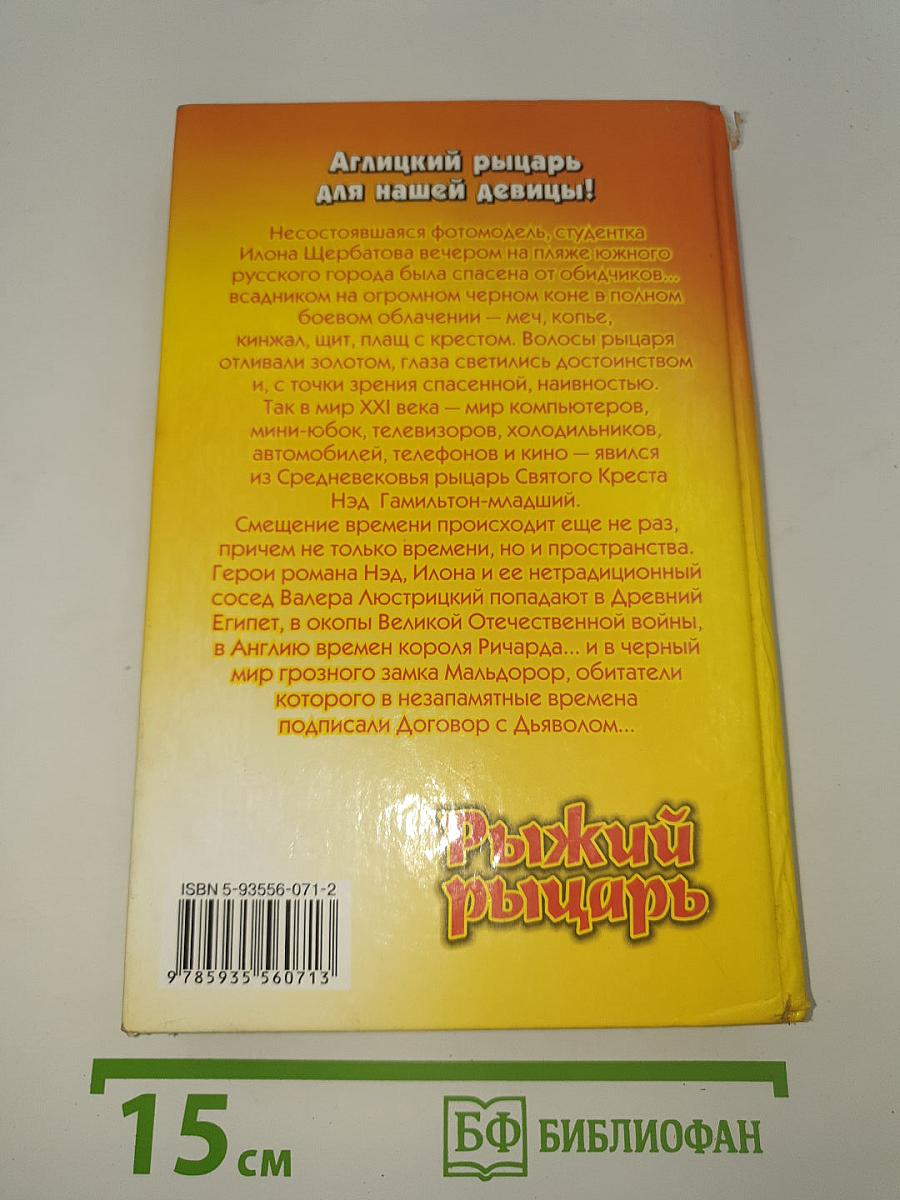 Аглицкий рыцарь
для нашей девицы!
Несостоявшаяся фотомодель, студентка
Илона Щербатова вечером на пляже южного
русского города была спасена от обидчиков...
всадником на огромном черном коне в полном
боевом облачении — меч, копье,
кинжал, щит, плащ с крестом. Волосы рыцаря
отливали золотом, глаза светились достоинством
и, с точки зрения спасенной, наивностью.
Так в мир XXI века — мир компьютеров,
мини-юбок, телевизоров, холодильников,
автомобилей, телефонов и кино — явился
из Средневековья рыцарь Святого Креста
Нэд Гамильтон-младший.
Смещение времени происходит еще не раз,
причем не только времени, но и пространства.
Герои романа Нэд, Илона и ее нетрадиционный
сосед Валера Люстрицкий попадают в Древний
Египет, в окопы Великой Отечественной войны,
в Англию времен короля Ричарда... и в черный
мир грозного замка Мальдорор, обитатели
которого в незапамятные времена
подписали Договор с Дьяволом...
Рыжий
рыцарь
ISBN 5-93556-071-2
9 785935 560713
15 см
БФ БИБЛИОФАН